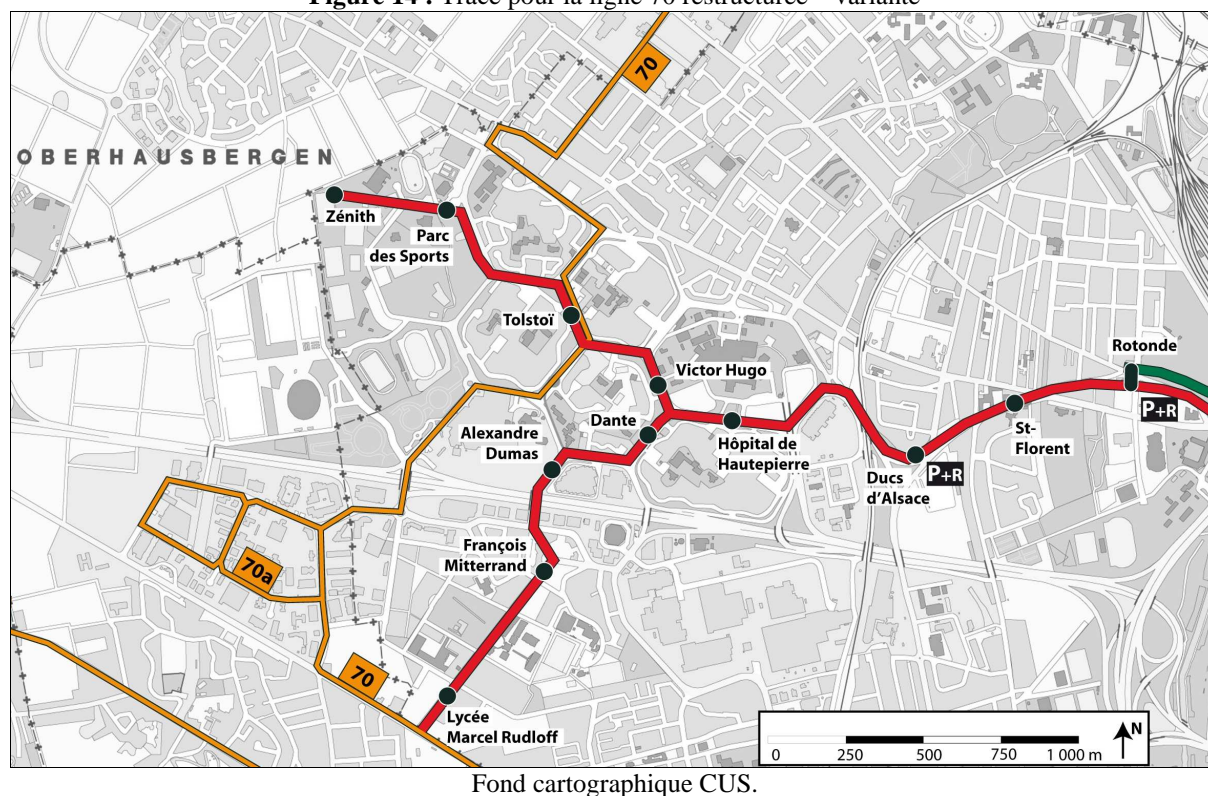 Figure 14 : Tracé pour la ligne 70 restructurée – variante
70
OBERHAUSBERGEN
Zénith
Parc
des Sports
Tolstoï
Rotonde
Victor Hugo
P+R
Dante
Alexandre
Dumas
Hôpital de
Hautepierre
St-
Florent
Ducs
d'Alsace
P+R
François
Mitterrand
70a
70
Lycée
Marcel Rudloff
0 250 500 750 1 000 m
N
Fond cartographique CUS.